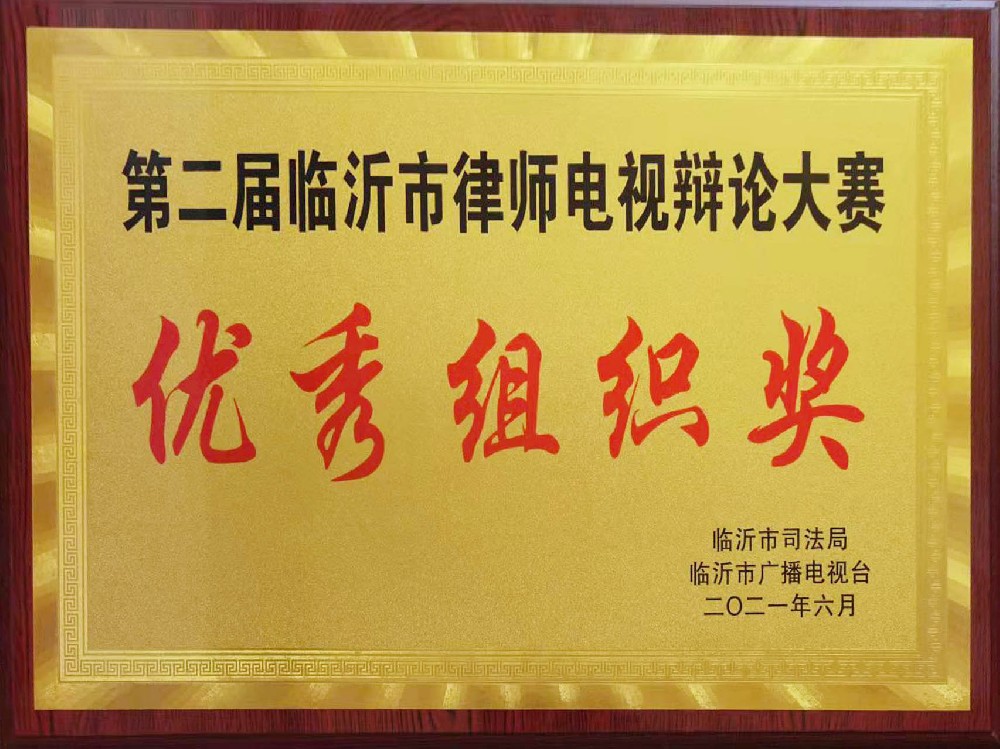 第二届临沂市律师电视辩论大赛
优秀组织奖
临沂市司法局
临沂市广播电视台
二〇二一年六月